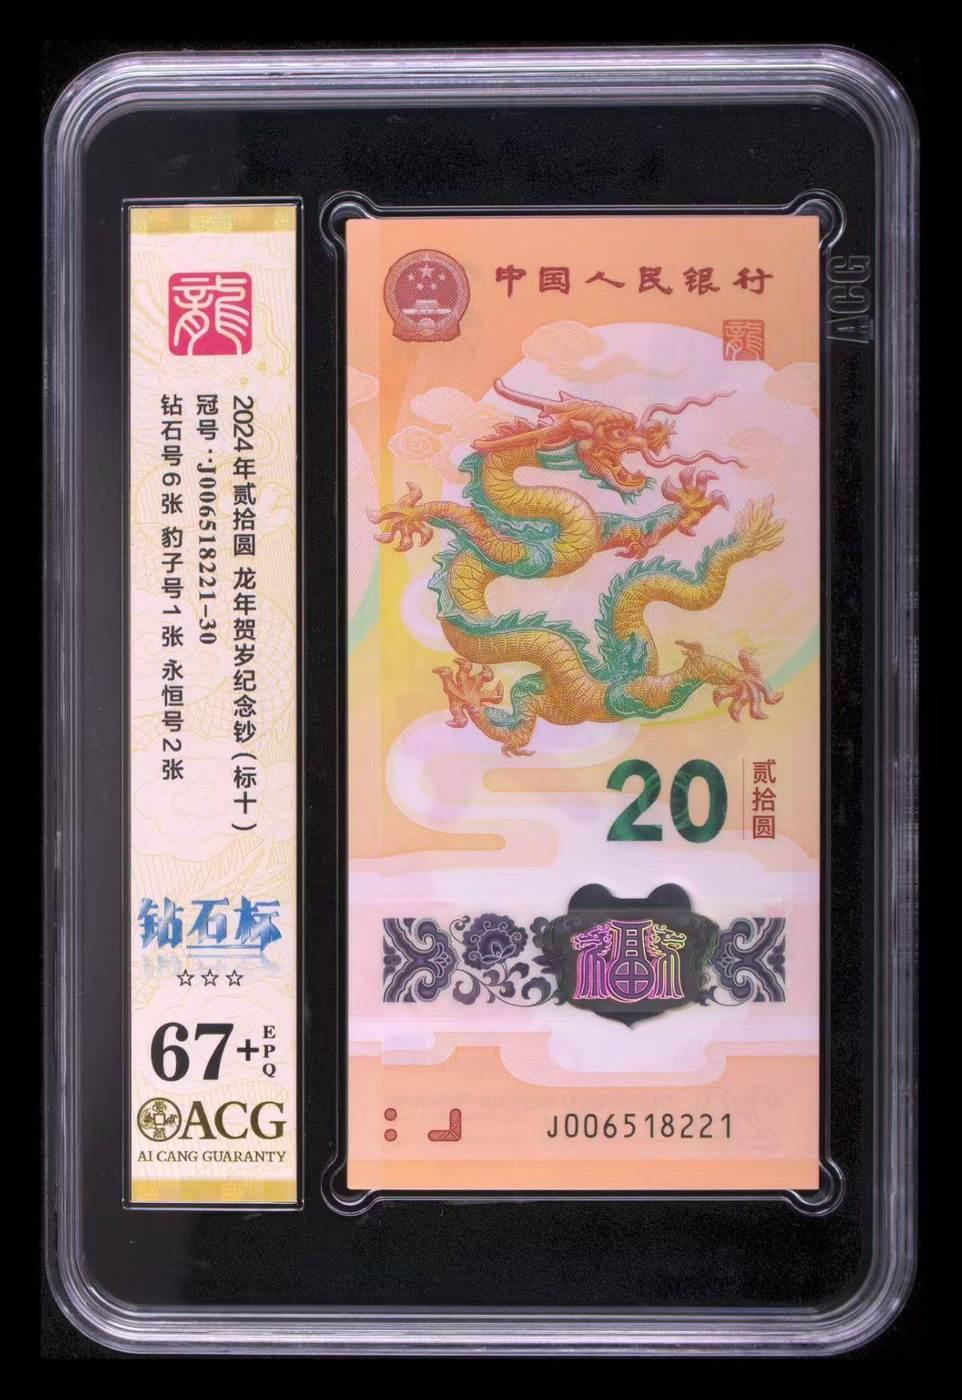 龍
2024年贰拾圆 龙年贺岁纪念钞(标十)
冠号:J006518221-30
钻石号6张 豹子号1张 永恒号2张
钻石标
☆☆☆
67+EPQ
ACG
AI CANG GUARANTY
中国人民银行
龍
20
贰拾圆
福
J006518221
ACG